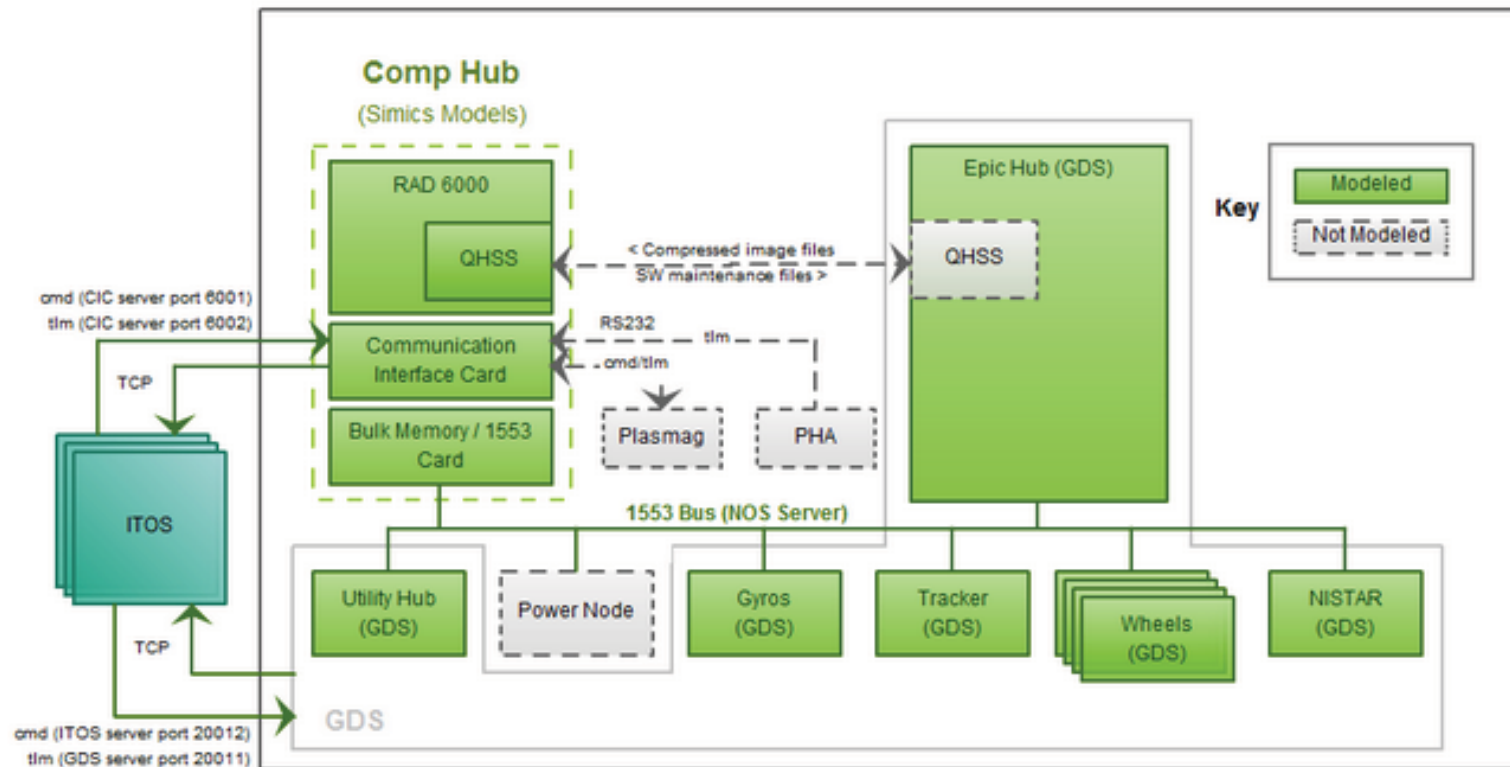 Comp Hub
(Simics Models)
RAD 6000
QHSS
Communication
Interface Card
Bulk Memory / 1553
Card
cmd (CIC server port 6001)
tlm (CIC server port 6002)
TCP
ITOS
TCP
cmd (ITOS server port 20012)
tlm (GDS server port 20011)
< Compressed image files
SW maintenance files >
RS232
tlm
cmd/tlm
Plasmag
PHA
Epic Hub (GDS)
QHSS
Key
Modeled
Not Modeled
1553 Bus (NOS Server)
Utility Hub
(GDS)
Power Node
Gyros
(GDS)
Tracker
(GDS)
Wheels
(GDS)
NISTAR
(GDS)
GDS